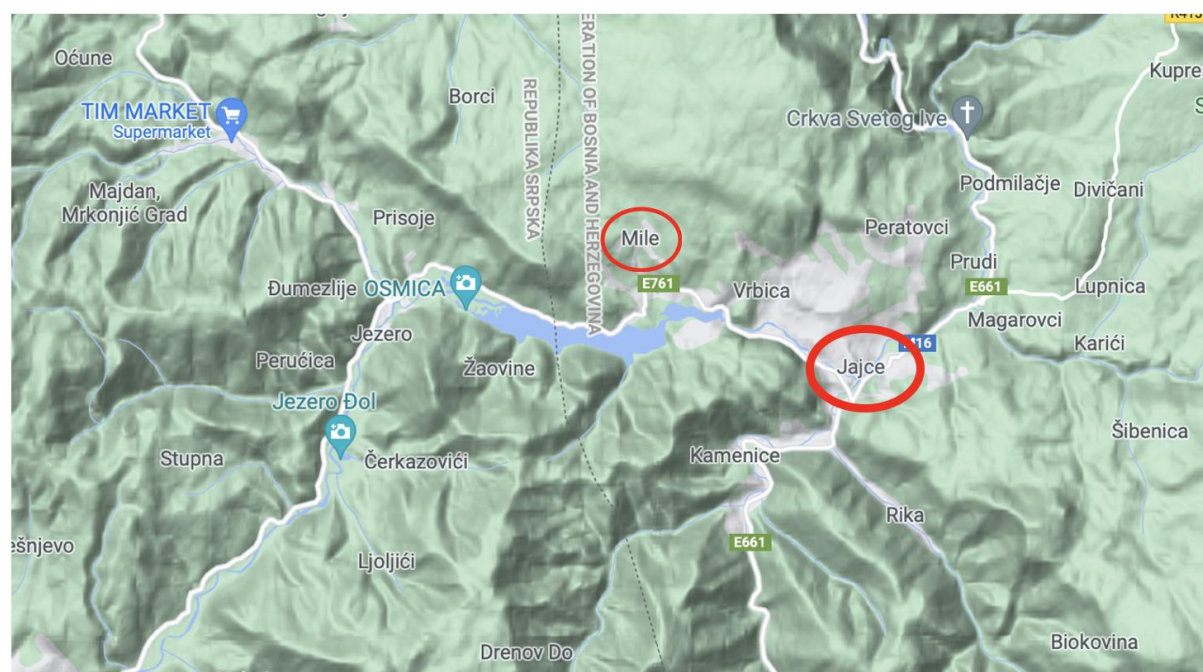 R413
Oćune
Kupre
TIM MARKET
Supermarket
Borci
REPUBLIKA SRPSKA
ERATION OF BOSNIA AND HERZEGOVINA
Crkva Svetog Ive
S
Majdan,
Mrkonjić Grad
Prisoje
Mile
Podmilačje
Divičani
Peratovci
Prudi
Đumezlije
OSMICA
E761
Vrbica
E661
Lupnica
Jezero
Magarovci
Perućica
Žaovine
Jajce
M16
Karići
Jezero Đol
Stupna
Čerkazovići
Kamenice
Šibenica
Rika
ešnjevo
Ljoljići
E661
Drenov Do
Biokovina